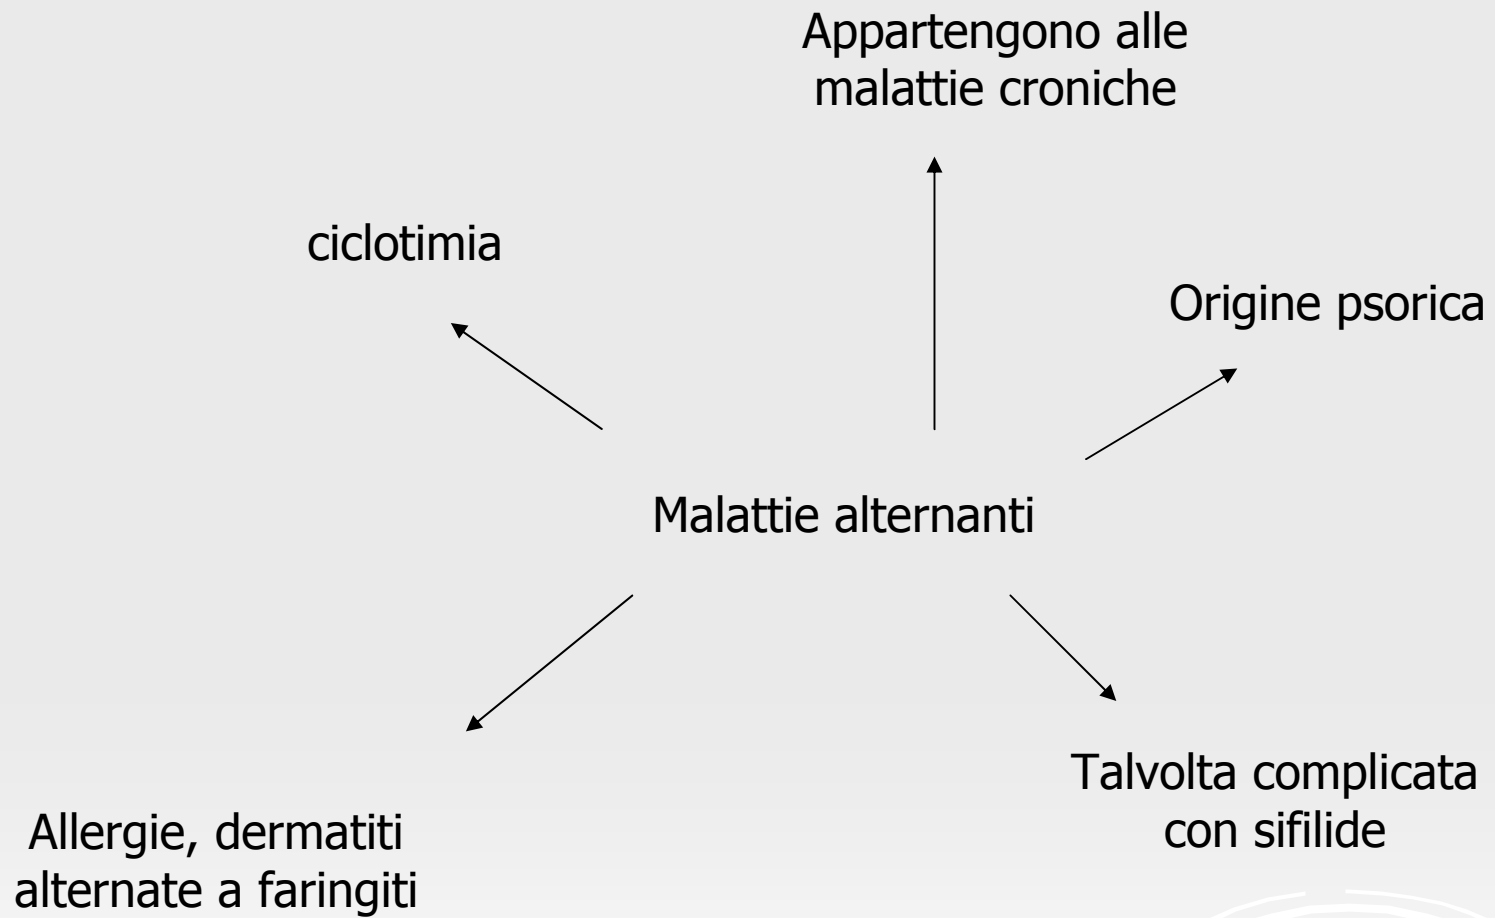 Appartengono alle
malattie croniche
ciclotimia
Origine psorica
Malattie alternanti
Talvolta complicata
con sifilide
Allergie, dermatiti
alternate a faringiti